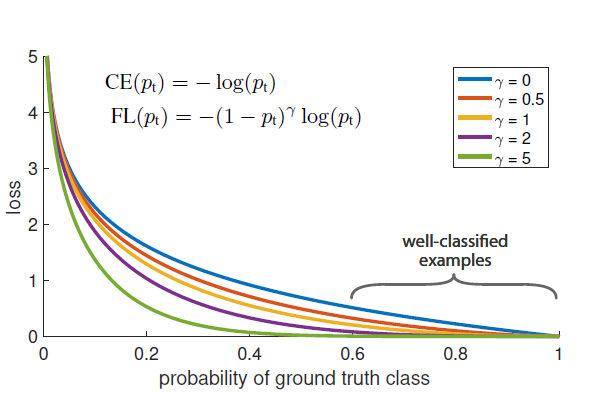 CE(pt) = − log(pt)
FL(pt) = −(1 − pt)γ log(pt)
γ = 0
γ = 0.5
γ = 1
γ = 2
γ = 5
well-classified
examples
loss
5
4
3
2
1
0
0 0.2 0.4 0.6 0.8 1
probability of ground truth class